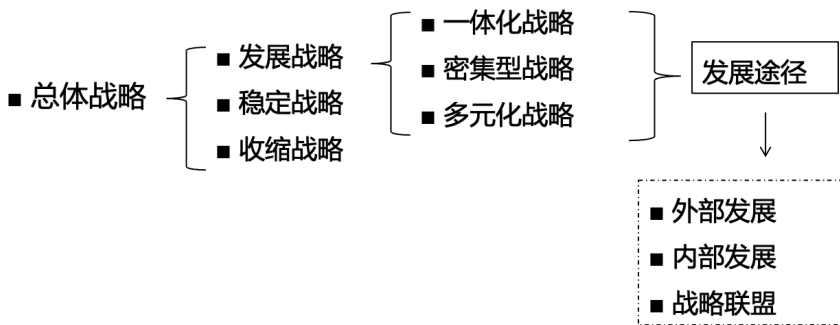 ■ 总体战略
■ 发展战略
■ 稳定战略
■ 收缩战略
■ 一体化战略
■ 密集型战略
■ 多元化战略
发展途径
■ 外部发展
■ 内部发展
■ 战略联盟